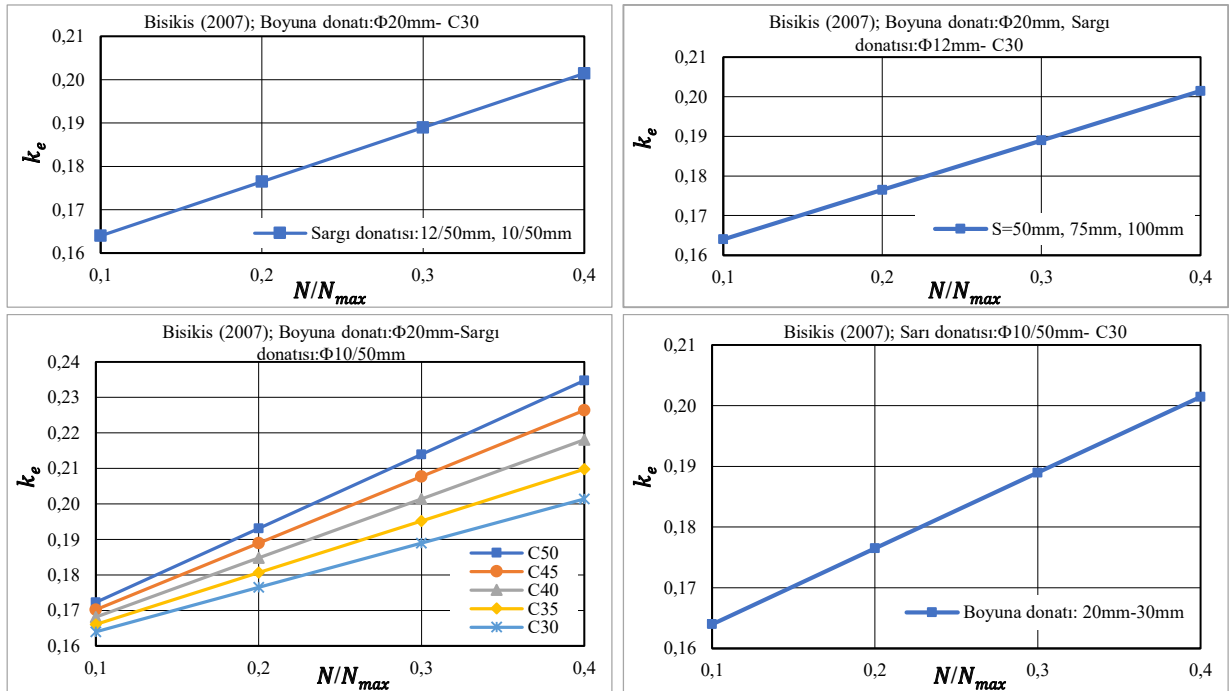 Bisikis (2007); Boyuna donatı:Φ20mm- C30
0,21
0,20
0,19
0,18
0,17
0,16
k_e
Sargı donatısı:12/50mm, 10/50mm
0,1
0,2
0,3
0,4
N/N_max
Bisikis (2007); Boyuna donatı:Φ20mm, Sargı
donatısı:Φ12mm- C30
0,21
0,20
0,19
0,18
0,17
0,16
k_e
S=50mm, 75mm, 100mm
0,1
0,2
0,3
0,4
N/N_max
Bisikis (2007); Boyuna donatı:Φ20mm-Sargı
donatısı:Φ10/50mm
0,24
0,23
0,22
0,21
0,20
0,19
0,18
0,17
0,16
k_e
C50
C45
C40
C35
C30
0,1
0,2
0,3
0,4
N/N_max
Bisikis (2007); Sarı donatısı:Φ10/50mm- C30
0,21
0,20
0,19
0,18
0,17
0,16
k_e
Boyuna donatı: 20mm-30mm
0,1
0,2
0,3
0,4
N/N_max